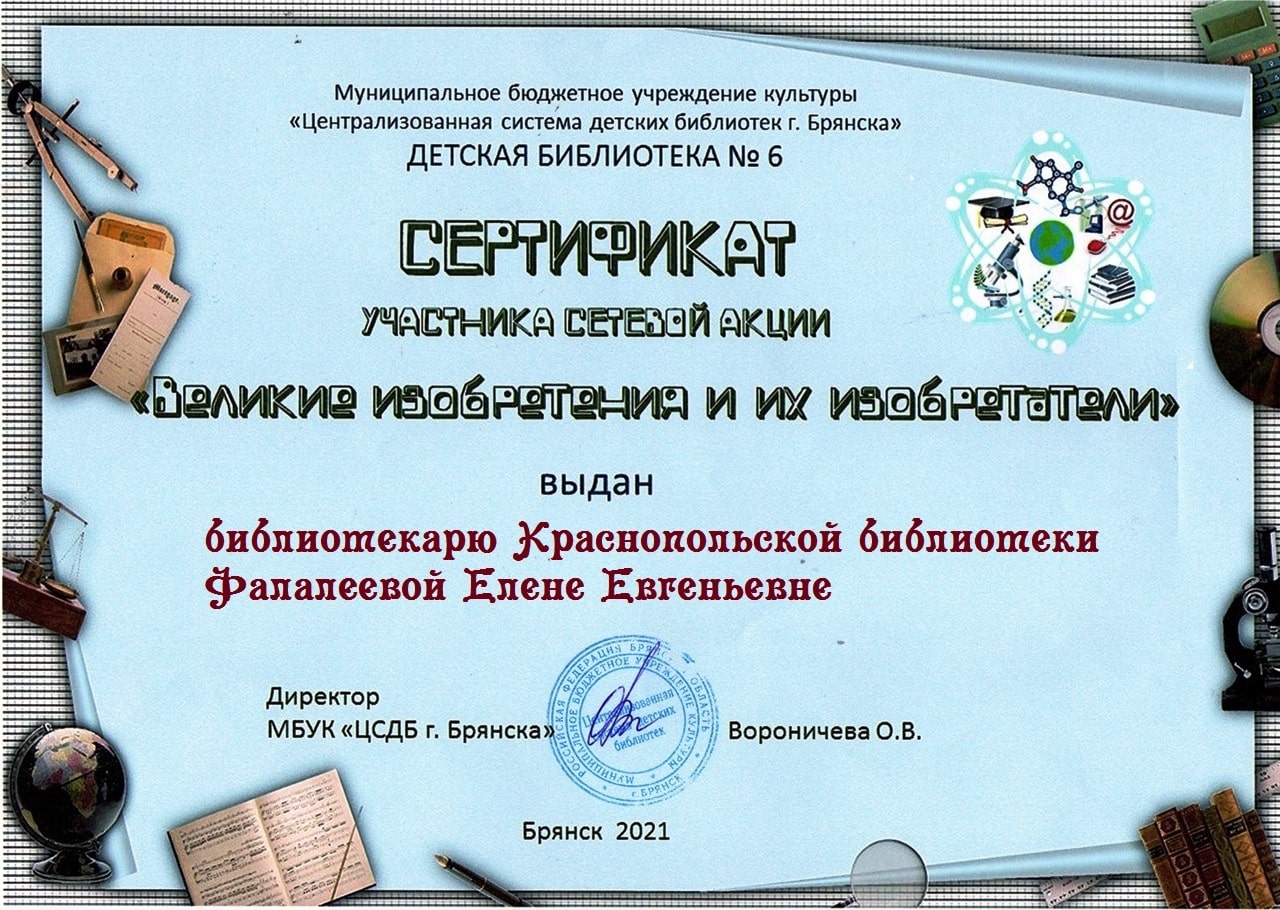 Муниципальное бюджетное учреждение культуры
«Централизованная система детских библиотек г. Брянска»
ДЕТСКАЯ БИБЛИОТЕКА № 6
СЕРТИФИКАТ
УЧАСТНИКА СЕТЕВОЙ АКЦИИ
«Великие изобретения и их изобретатели»
выдан
библиотекарю Краснопольской библиотеки
Фалалеевой Елене Евгеньевне
Директор
МБУК «ЦСДБ г. Брянска»
Вороничева О.В.
РОССИЙСКАЯ ФЕДЕРАЦИЯ ОБЛАСТЬ
МУНИЦИПАЛЬНОЕ БЮДЖЕТНОЕ УЧРЕЖДЕНИЕ КУЛЬТУРЫ
Централизованная
детских
библиотек
г. БРЯНСК
Брянск 2021
Mortgage.
@